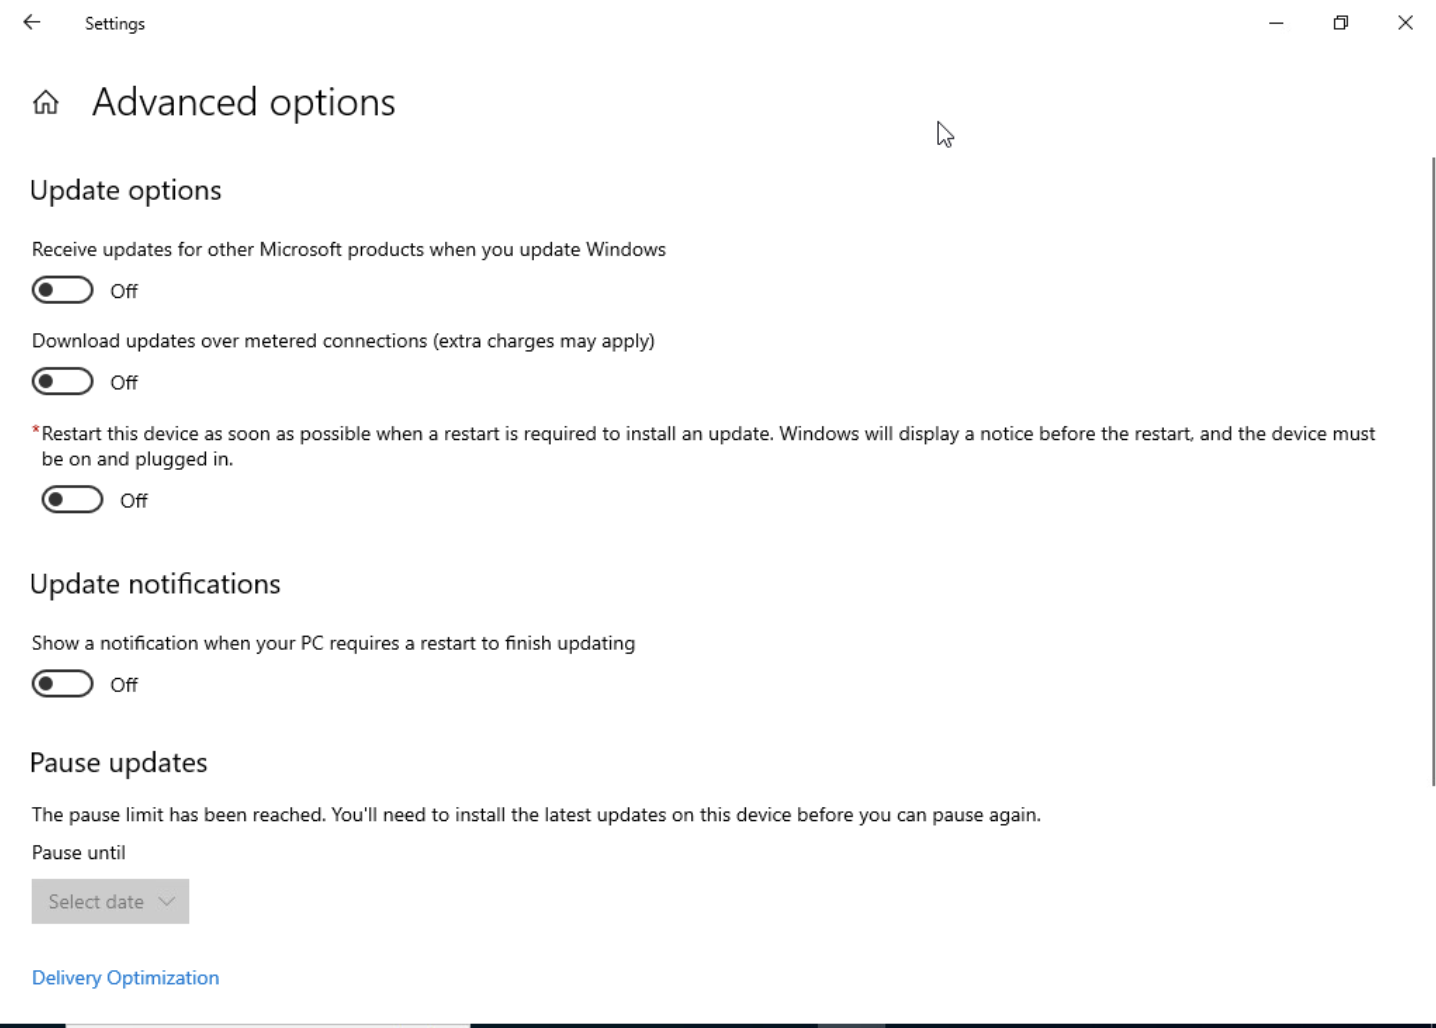 Settings
Advanced options
Update options
Receive updates for other Microsoft products when you update Windows
Off
Download updates over metered connections (extra charges may apply)
Off
*Restart this device as soon as possible when a restart is required to install an update. Windows will display a notice before the restart, and the device must
be on and plugged in.
Off
Update notifications
Show a notification when your PC requires a restart to finish updating
Off
Pause updates
The pause limit has been reached. You'll need to install the latest updates on this device before you can pause again.
Pause until
Select date
Delivery Optimization